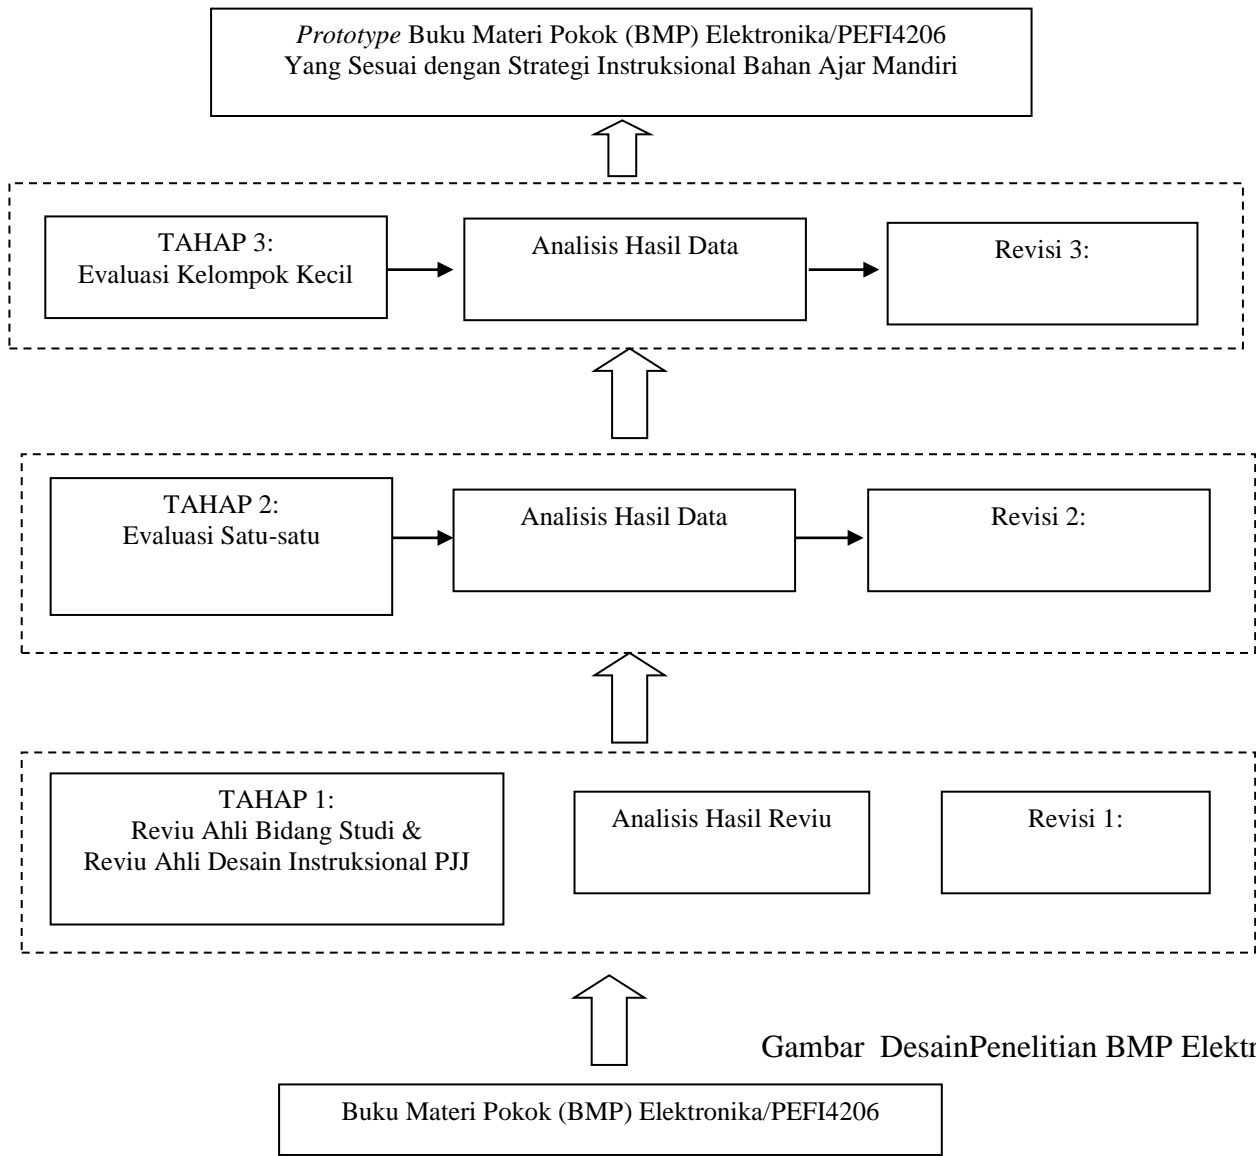 Prototype Buku Materi Pokok (BMP) Elektronika/PEFI4206
Yang Sesuai dengan Strategi Instruksional Bahan Ajar Mandiri
TAHAP 3:
Evaluasi Kelompok Kecil
Analisis Hasil Data
Revisi 3:
TAHAP 2:
Evaluasi Satu-satu
Analisis Hasil Data
Revisi 2:
TAHAP 1:
Reviu Ahli Bidang Studi &
Reviu Ahli Desain Instruksional PJJ
Analisis Hasil Reviu
Revisi 1:
Gambar  DesainPenelitian BMP Elektr
Buku Materi Pokok (BMP) Elektronika/PEFI4206